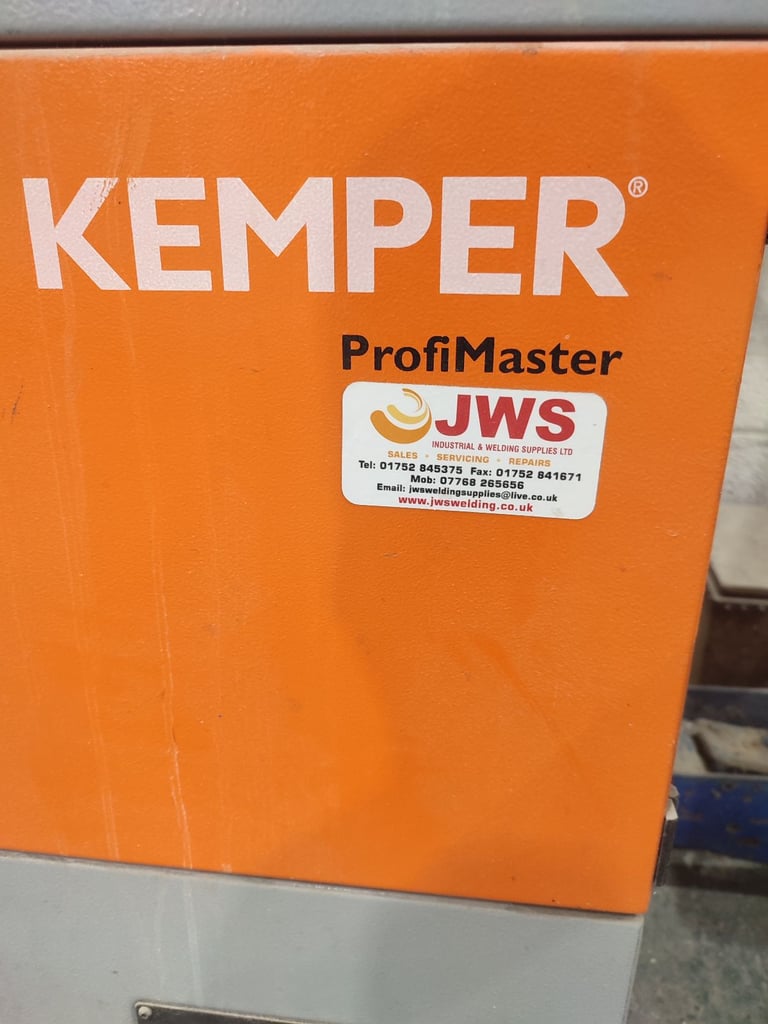 KEMPER®
ProfiMaster
JWS
INDUSTRIAL & WELDING SUPPLIES LTD
SALES • SERVICING • REPAIRS
Tel: 01752 845375 Fax: 01752 841671
Mob: 07768 265656
Email: jwsweldingsupplies@live.co.uk
www.jwswelding.co.uk